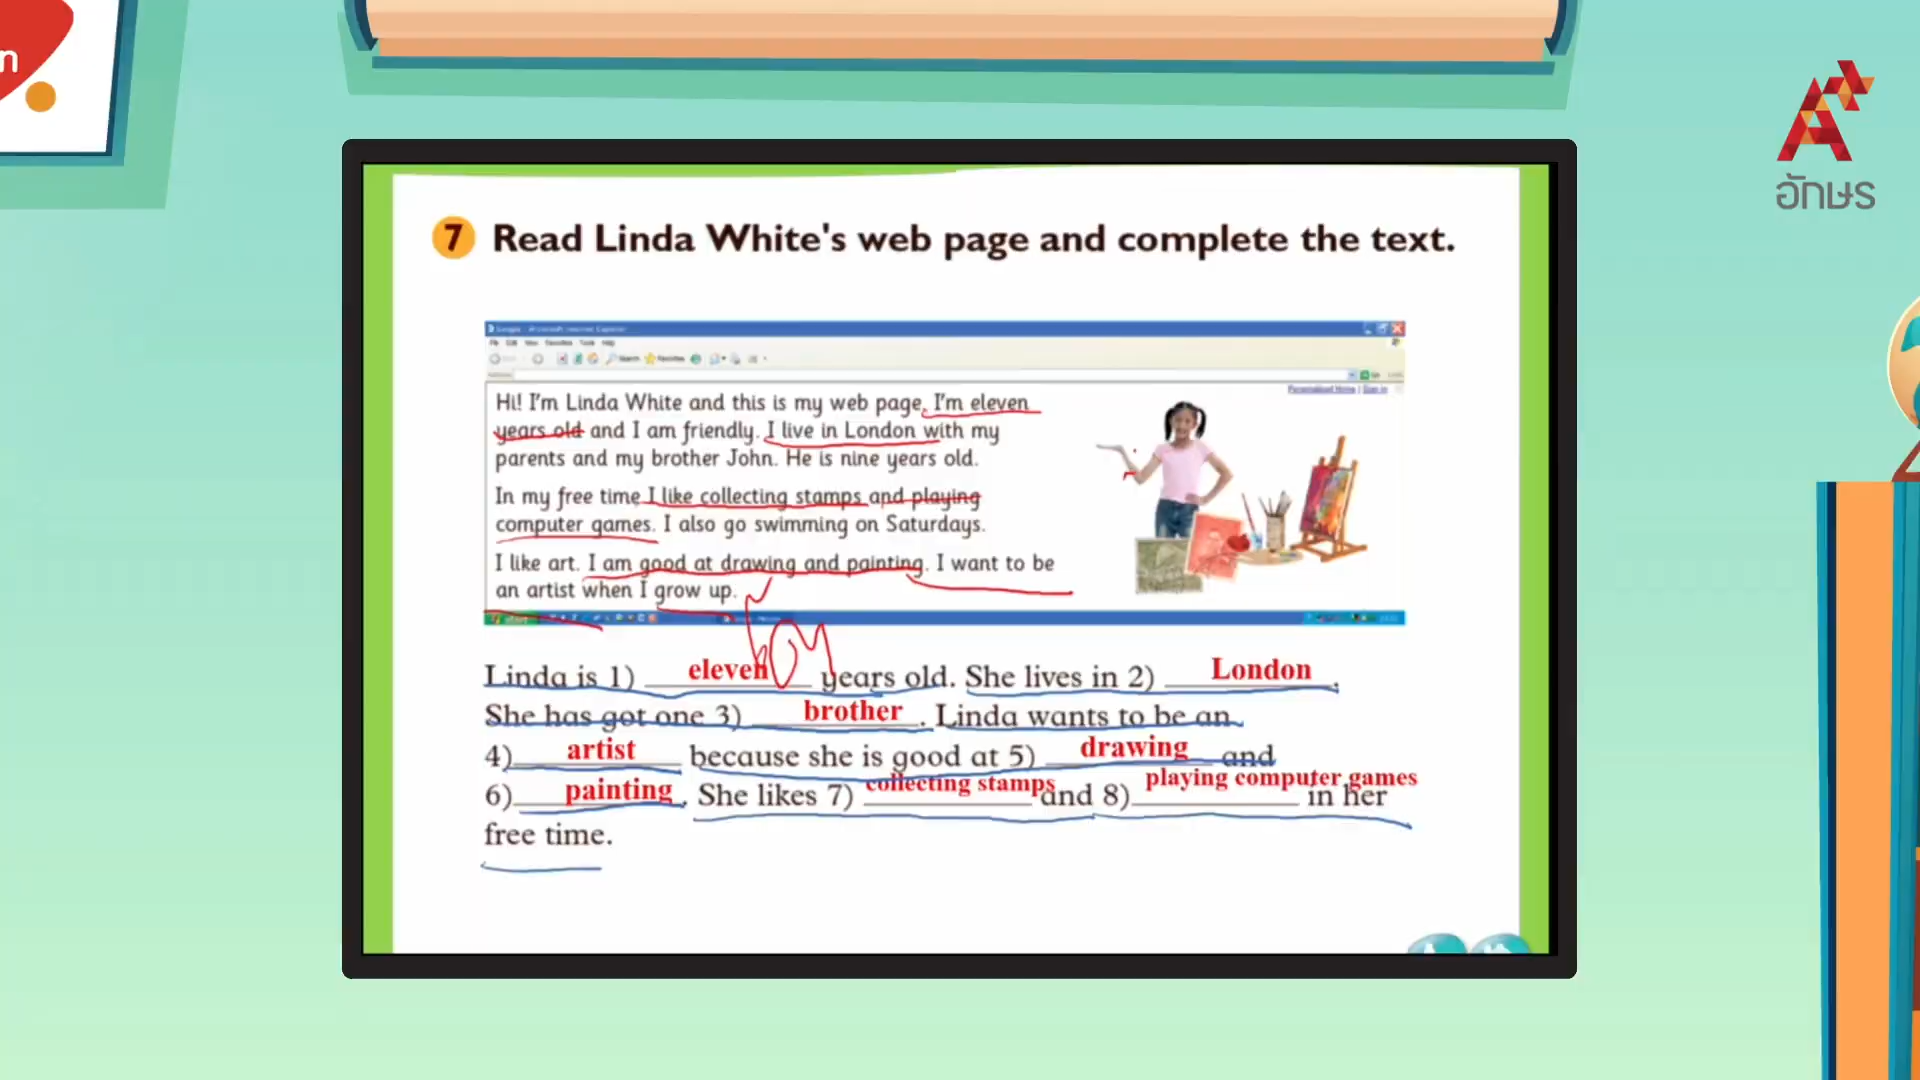 n
อักษร
7 Read Linda White's web page and complete the text.
Hi! I'm Linda White and this is my web page. I'm eleven
years old and I am friendly. I live in London with my
parents and my brother John. He is nine years old.
In my free time I like collecting stamps and playing
computer games. I also go swimming on Saturdays.
I like art. I am good at drawing and painting. I want to be
an artist when I grow up.
Linda is 1) eleven years old. She lives in 2) London .
She has got one 3) brother . Linda wants to be an
4) artist because she is good at 5) drawing and
6) painting . She likes 7) collecting stamps and 8) playing computer games in her
free time.